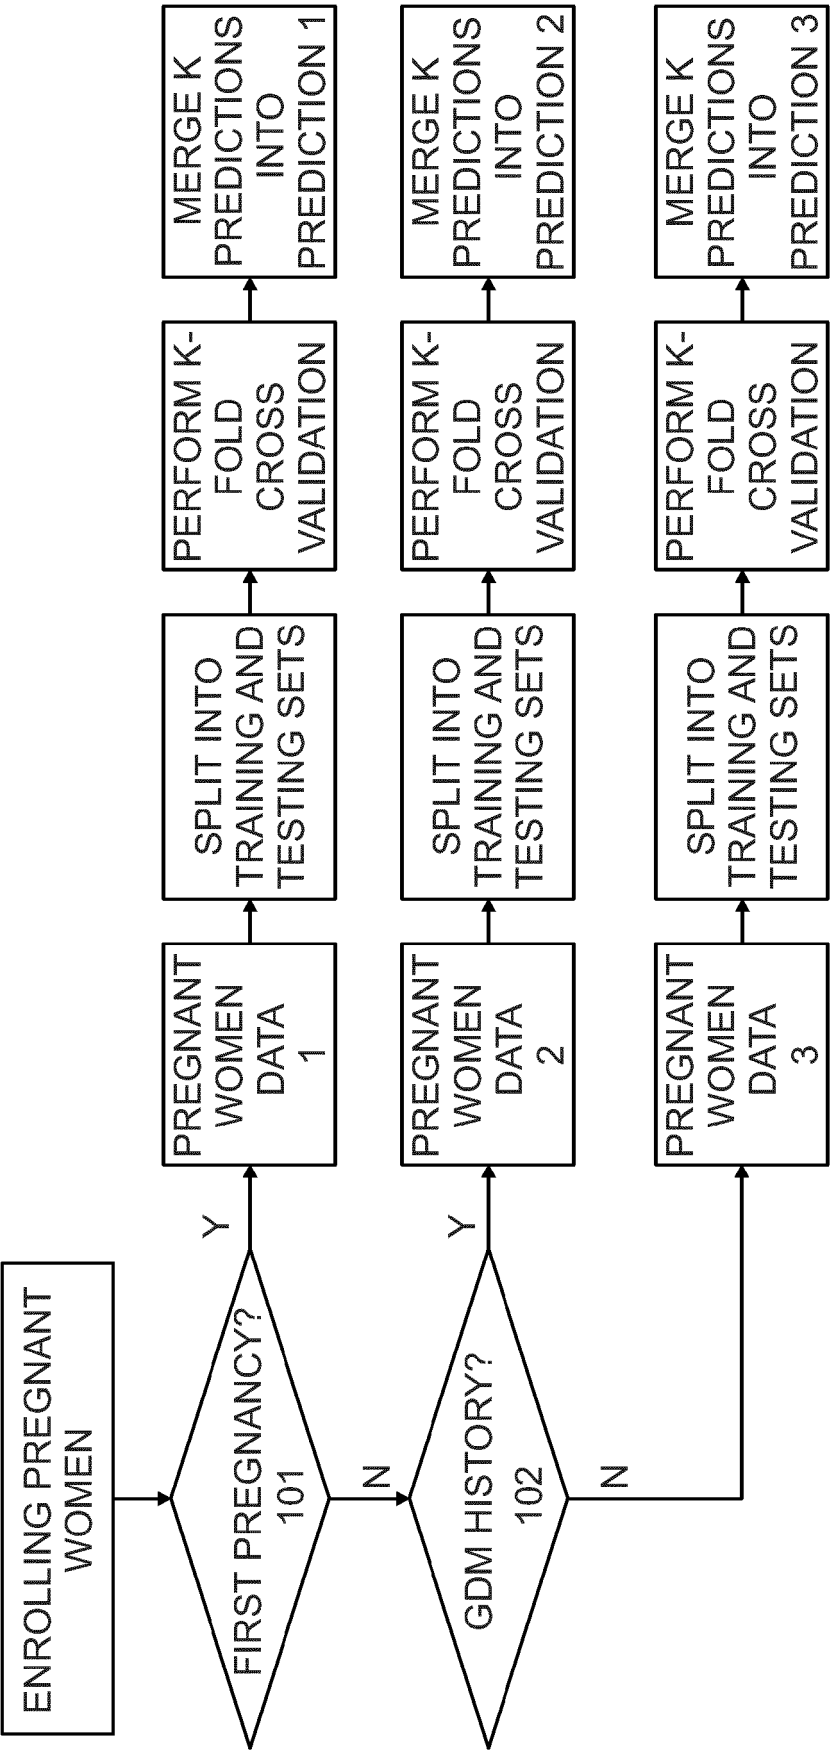 ENROLLING PREGNANT
WOMEN
FIRST PREGNANCY?
101
Y
N
PREGNANT
WOMEN
DATA
1
SPLIT INTO
TRAINING AND
TESTING SETS
PERFORM K-
FOLD
CROSS
VALIDATION
MERGE K
PREDICTIONS
INTO
PREDICTION 1
GDM HISTORY?
102
Y
N
PREGNANT
WOMEN
DATA
2
SPLIT INTO
TRAINING AND
TESTING SETS
PERFORM K-
FOLD
CROSS
VALIDATION
MERGE K
PREDICTIONS
INTO
PREDICTION 2
PREGNANT
WOMEN
DATA
3
SPLIT INTO
TRAINING AND
TESTING SETS
PERFORM K-
FOLD
CROSS
VALIDATION
MERGE K
PREDICTIONS
INTO
PREDICTION 3